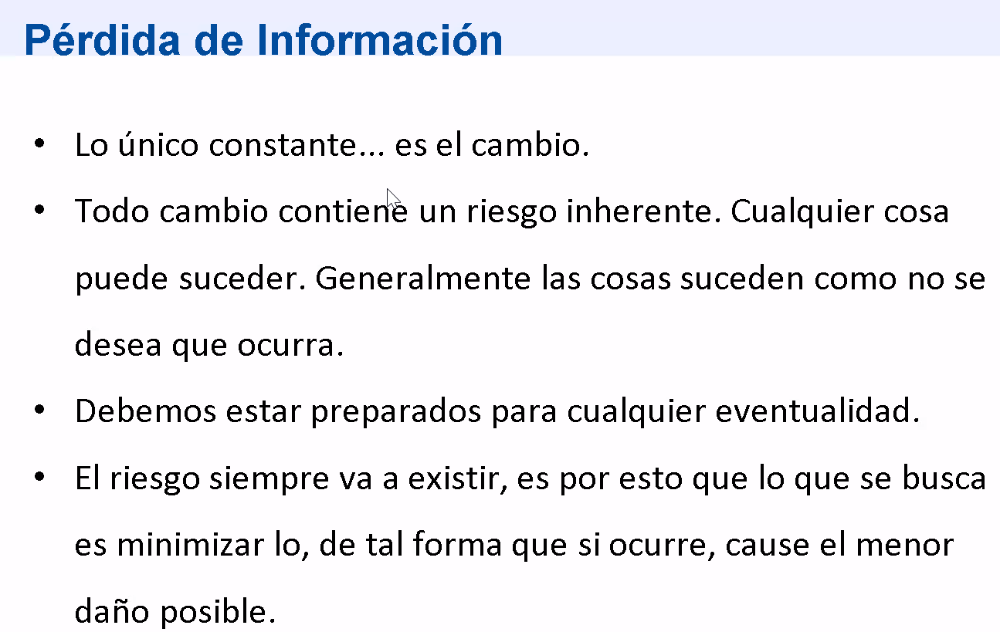 Pérdida de Información
• Lo único constante... es el cambio.
• Todo cambio contiene un riesgo inherente. Cualquier cosa
puede suceder. Generalmente las cosas suceden como no se
desea que ocurra.
• Debemos estar preparados para cualquier eventualidad.
• El riesgo siempre va a existir, es por esto que lo que se busca
es minimizar lo, de tal forma que si ocurre, cause el menor
daño posible.